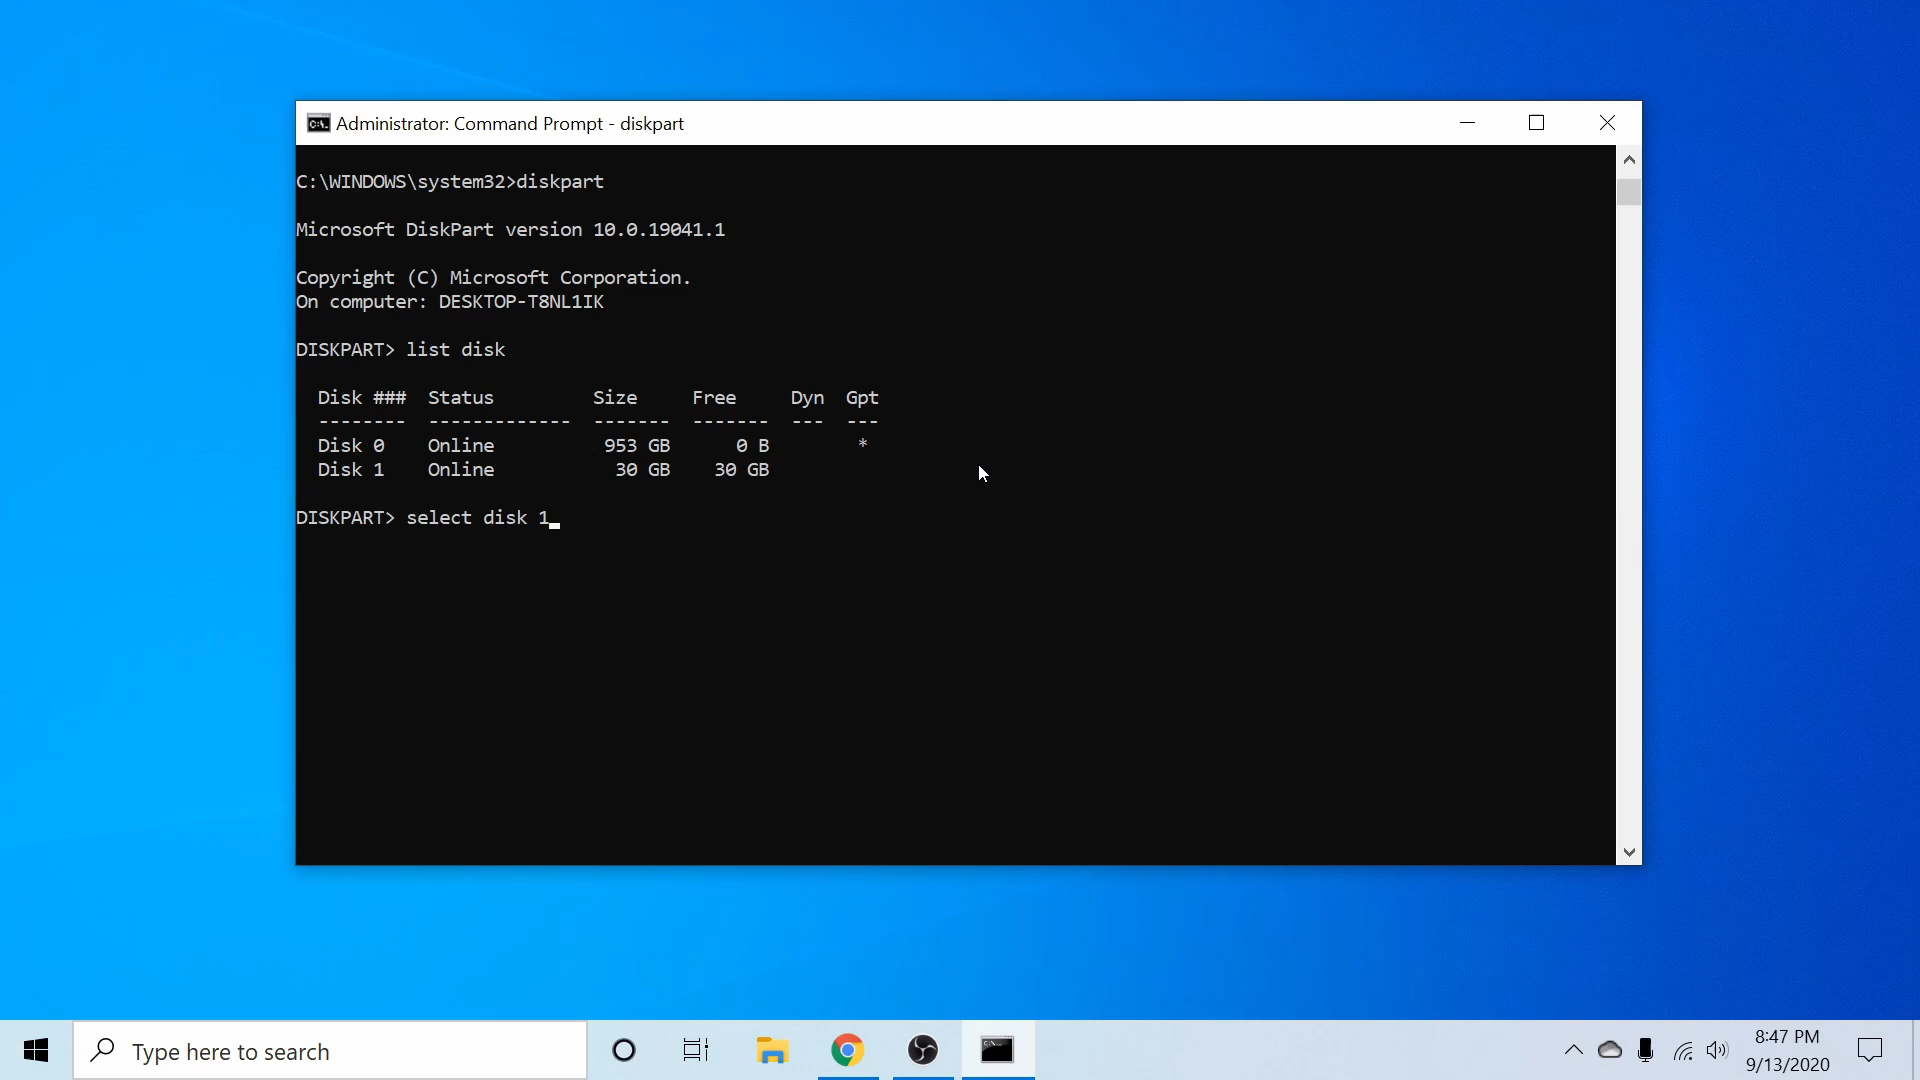 Administrator: Command Prompt - diskpart
C:\WINDOWS\system32>diskpart
Microsoft DiskPart version 10.0.19041.1
Copyright (C) Microsoft Corporation.
On computer: DESKTOP-T8NL1IK
DISKPART> list disk
Disk ###  Status         Size     Free     Dyn  Gpt
--------  -------------  -------  -------  ---  ---
Disk 0    Online          953 GB      0 B        *
Disk 1    Online           30 GB    30 GB
DISKPART> select disk 1_
Type here to search
8:47 PM
9/13/2020